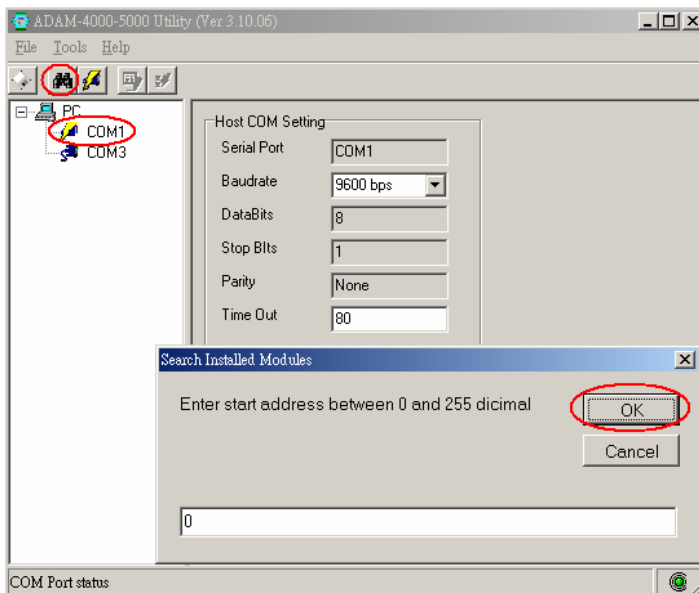 ADAM-4000-5000 Utility (Ver 3.10.06)
File Tools Help
PC
COM1
COM3
Host COM Setting
Serial Port COM1
Baudrate 9600 bps
DataBits 8
Stop BIts 1
Parity None
Time Out 80
Search Installed Modules
Enter start address between 0 and 255 dicimal
OK
Cancel
0
COM Port status